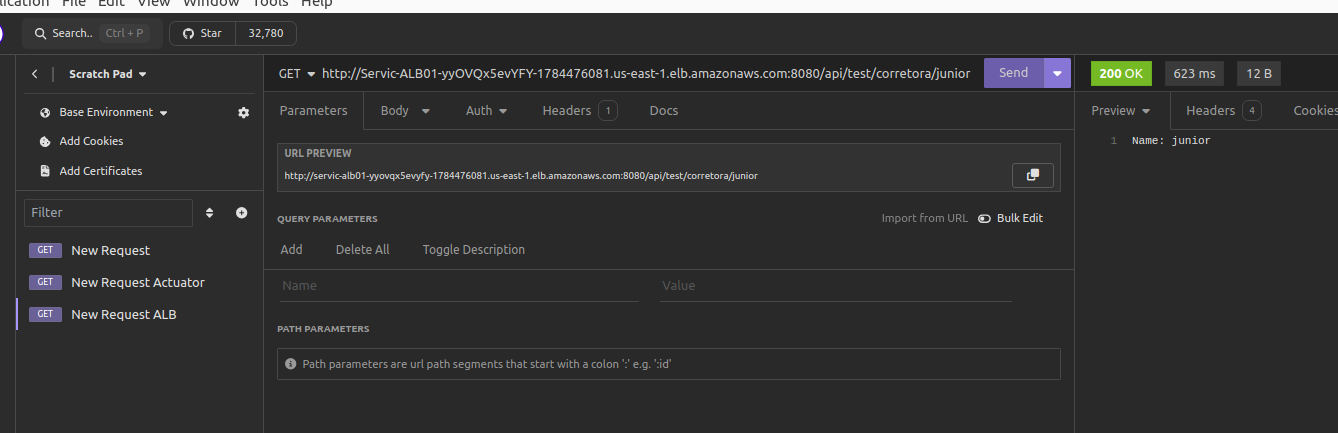 lication File Edit View Window Tools Help
Search.. Ctrl + P Star 32,780
Scratch Pad
Base Environment
Add Cookies
Add Certificates
Filter
GET New Request
GET New Request Actuator
GET New Request ALB
GET http://Servic-ALB01-yyOVQx5evYFY-1784476081.us-east-1.elb.amazonaws.com:8080/api/test/corretora/junior Send
Parameters Body Auth Headers 1 Docs
URL PREVIEW
http://servic-alb01-yyovqx5evyfy-1784476081.us-east-1.elb.amazonaws.com:8080/api/test/corretora/junior
QUERY PARAMETERS Import from URL Bulk Edit
Add Delete All Toggle Description
Name Value
PATH PARAMETERS
Path parameters are url path segments that start with a colon ':' e.g. ':id'
200 OK 623 ms 12 B
Preview Headers 4 Cookies
1 Name: junior